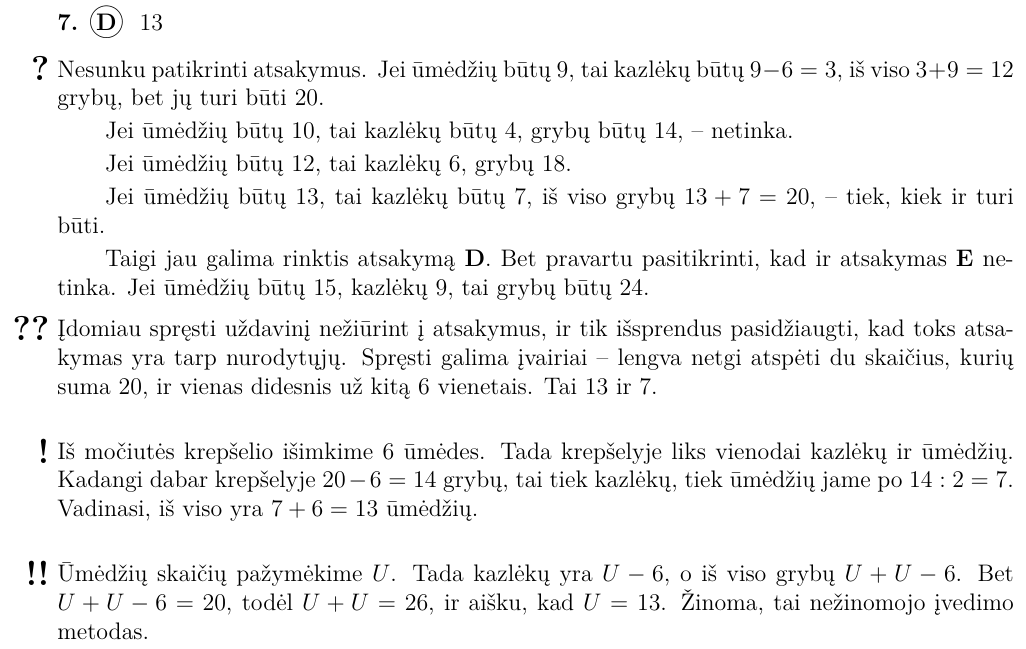 7. D 13
? Nesunku patikrinti atsakymus. Jei ūmėdžių būtų 9, tai kazlėkų būtų 9−6 = 3, iš viso 3+9 = 12
grybų, bet jų turi būti 20.
Jei ūmėdžių būtų 10, tai kazlėkų būtų 4, grybų būtų 14, – netinka.
Jei ūmėdžių būtų 12, tai kazlėkų 6, grybų 18.
Jei ūmėdžių būtų 13, tai kazlėkų būtų 7, iš viso grybų 13 + 7 = 20, – tiek, kiek ir turi
būti.
Taigi jau galima rinktis atsakymą D. Bet pravartu pasitikrinti, kad ir atsakymas E ne-
tinka. Jei ūmėdžių būtų 15, kazlėkų 9, tai grybų būtų 24.
?? Įdomiau spręsti uždavinį nežiūrint į atsakymus, ir tik išsprendus pasidžiaugti, kad toks atsa-
kymas yra tarp nurodytųjų. Spręsti galima įvairiai – lengva netgi atspėti du skaičius, kurių
suma 20, ir vienas didesnis už kitą 6 vienetais. Tai 13 ir 7.
! Iš močiutės krepšelio išimkime 6 ūmėdes. Tada krepšelyje liks vienodai kazlėkų ir ūmėdžių.
Kadangi dabar krepšelyje 20−6 = 14 grybų, tai tiek kazlėkų, tiek ūmėdžių jame po 14 : 2 = 7.
Vadinasi, iš viso yra 7 + 6 = 13 ūmėdžių.
!! Ūmėdžių skaičių pažymėkime U. Tada kazlėkų yra U − 6, o iš viso grybų U + U − 6. Bet
U + U − 6 = 20, todėl U + U = 26, ir aišku, kad U = 13. Žinoma, tai nežinomojo įvedimo
metodas.